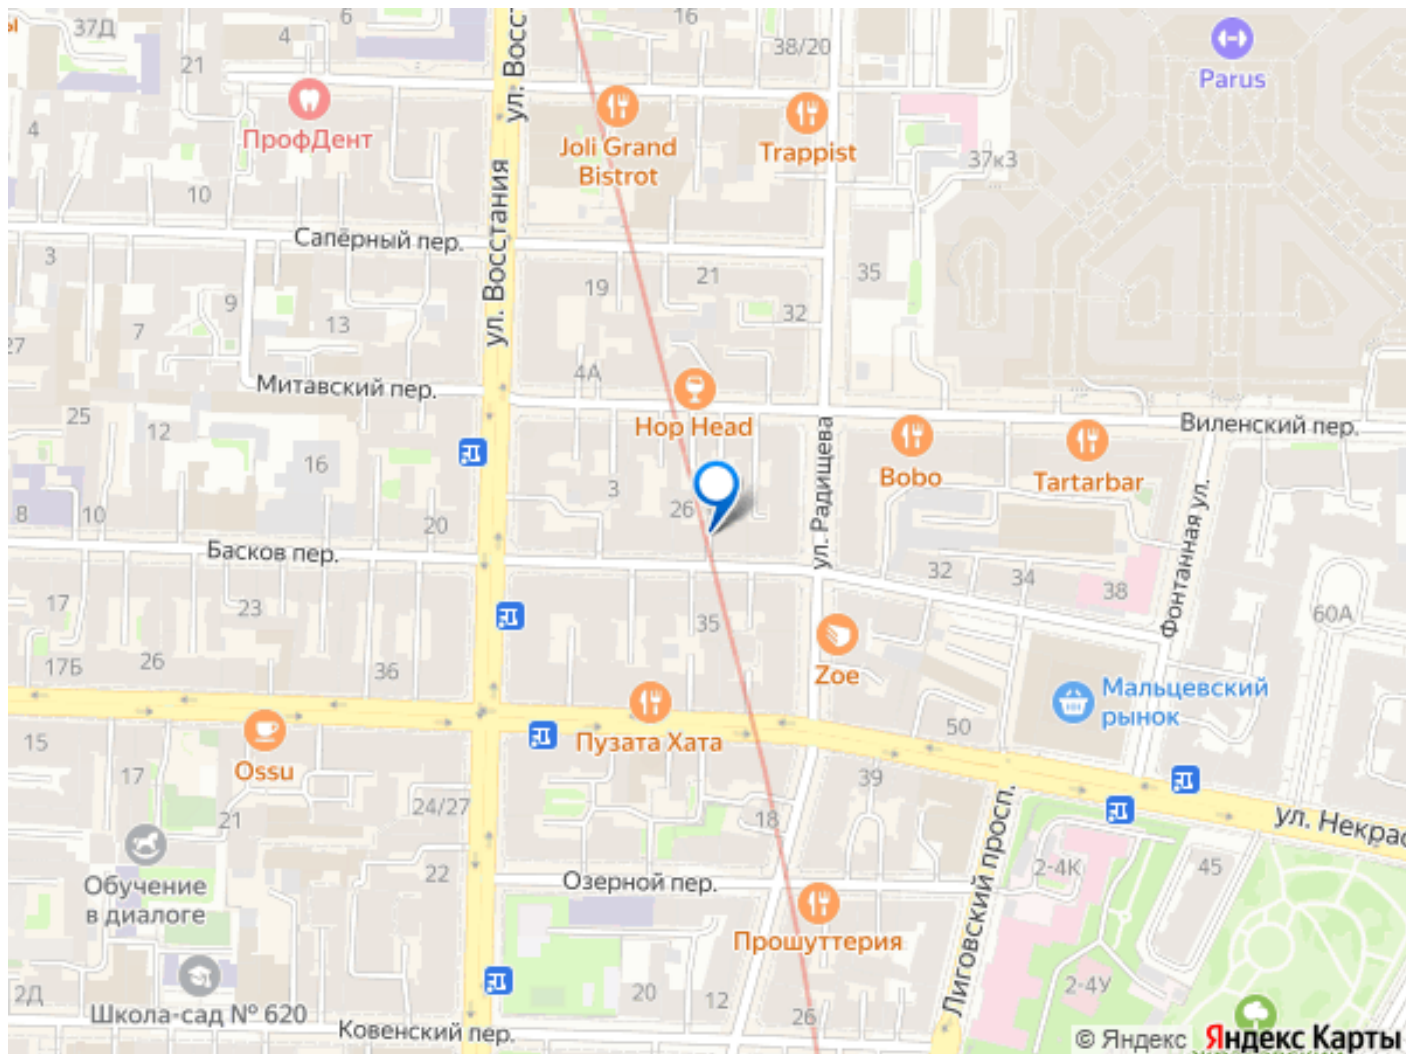 37Д
4
6
16
38/20
ул. Восст
21
Parus
ПрофДент
Joli Grand
Bistrot
Trappist
37к3
4
10
ул. Восстания
Сапёрный пер.
3
21
35
19
9
32
13
7
27
4А
Митавский пер.
Hop Head
25
12
16
Виленский пер.
Bobo
Tartarbar
ул. Радищева
3
26
8
10
20
Фонтанная ул.
Басков пер.
32
34
38
17
23
35
60А
17Б
26
36
Zoe
Мальцевский
рынок
15
Ossu
Пузата Хата
50
17
39
24/27
21
18
ул. Некрас
Обучение
в диалоге
22
Озерной пер.
Лиговский просп.
2-4К
45
Прошуттерия
2Д
Школа-сад № 620
20
12
26
2-4У
Ковенский пер.
© Яндекс Яндекс Карты